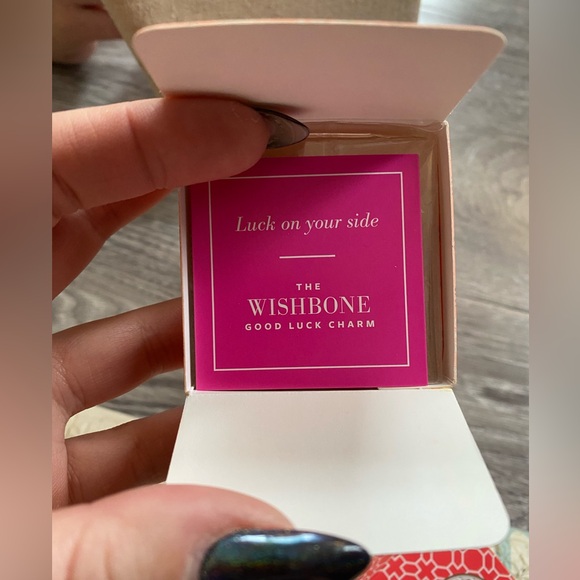 Luck on your side
THE
WISHBONE
GOOD LUCK CHARM